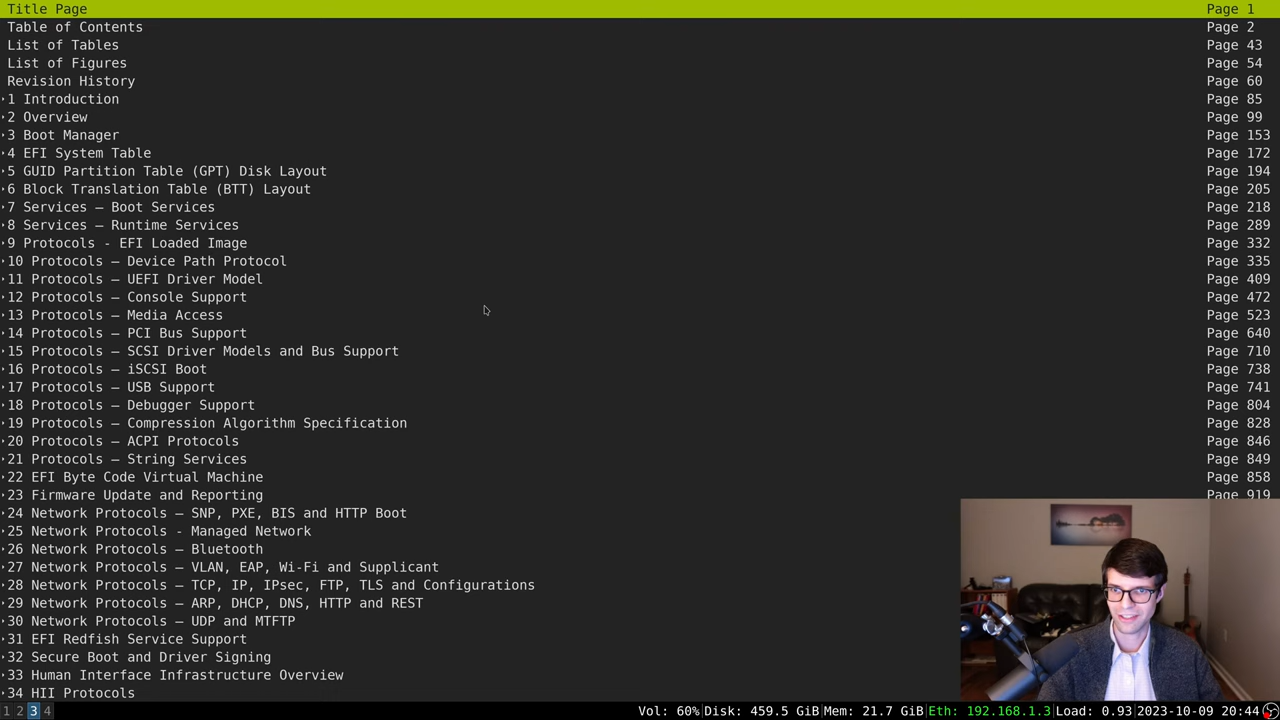 Title Page Page 1
Table of Contents Page 2
List of Tables Page 43
List of Figures Page 54
Revision History Page 60
1 Introduction Page 85
2 Overview Page 99
3 Boot Manager Page 153
4 EFI System Table Page 172
5 GUID Partition Table (GPT) Disk Layout Page 194
6 Block Translation Table (BTT) Layout Page 205
7 Services — Boot Services Page 218
8 Services — Runtime Services Page 289
9 Protocols - EFI Loaded Image Page 332
10 Protocols — Device Path Protocol Page 335
11 Protocols — UEFI Driver Model Page 409
12 Protocols — Console Support Page 472
13 Protocols — Media Access Page 523
14 Protocols — PCI Bus Support Page 640
15 Protocols — SCSI Driver Models and Bus Support Page 710
16 Protocols — iSCSI Boot Page 738
17 Protocols — USB Support Page 741
18 Protocols — Debugger Support Page 804
19 Protocols — Compression Algorithm Specification Page 828
20 Protocols — ACPI Protocols Page 846
21 Protocols — String Services Page 849
22 EFI Byte Code Virtual Machine Page 858
23 Firmware Update and Reporting Page 919
24 Network Protocols — SNP, PXE, BIS and HTTP Boot
25 Network Protocols - Managed Network
26 Network Protocols — Bluetooth
27 Network Protocols — VLAN, EAP, Wi-Fi and Supplicant
28 Network Protocols — TCP, IP, IPsec, FTP, TLS and Configurations
29 Network Protocols — ARP, DHCP, DNS, HTTP and REST
30 Network Protocols — UDP and MTFTP
31 EFI Redfish Service Support
32 Secure Boot and Driver Signing
33 Human Interface Infrastructure Overview
34 HII Protocols
1 2 3 4 Vol: 60%|Disk: 459.5 GiB|Mem: 21.7 GiB|Eth: 192.168.1.3|Load: 0.93|2023-10-09 20:44